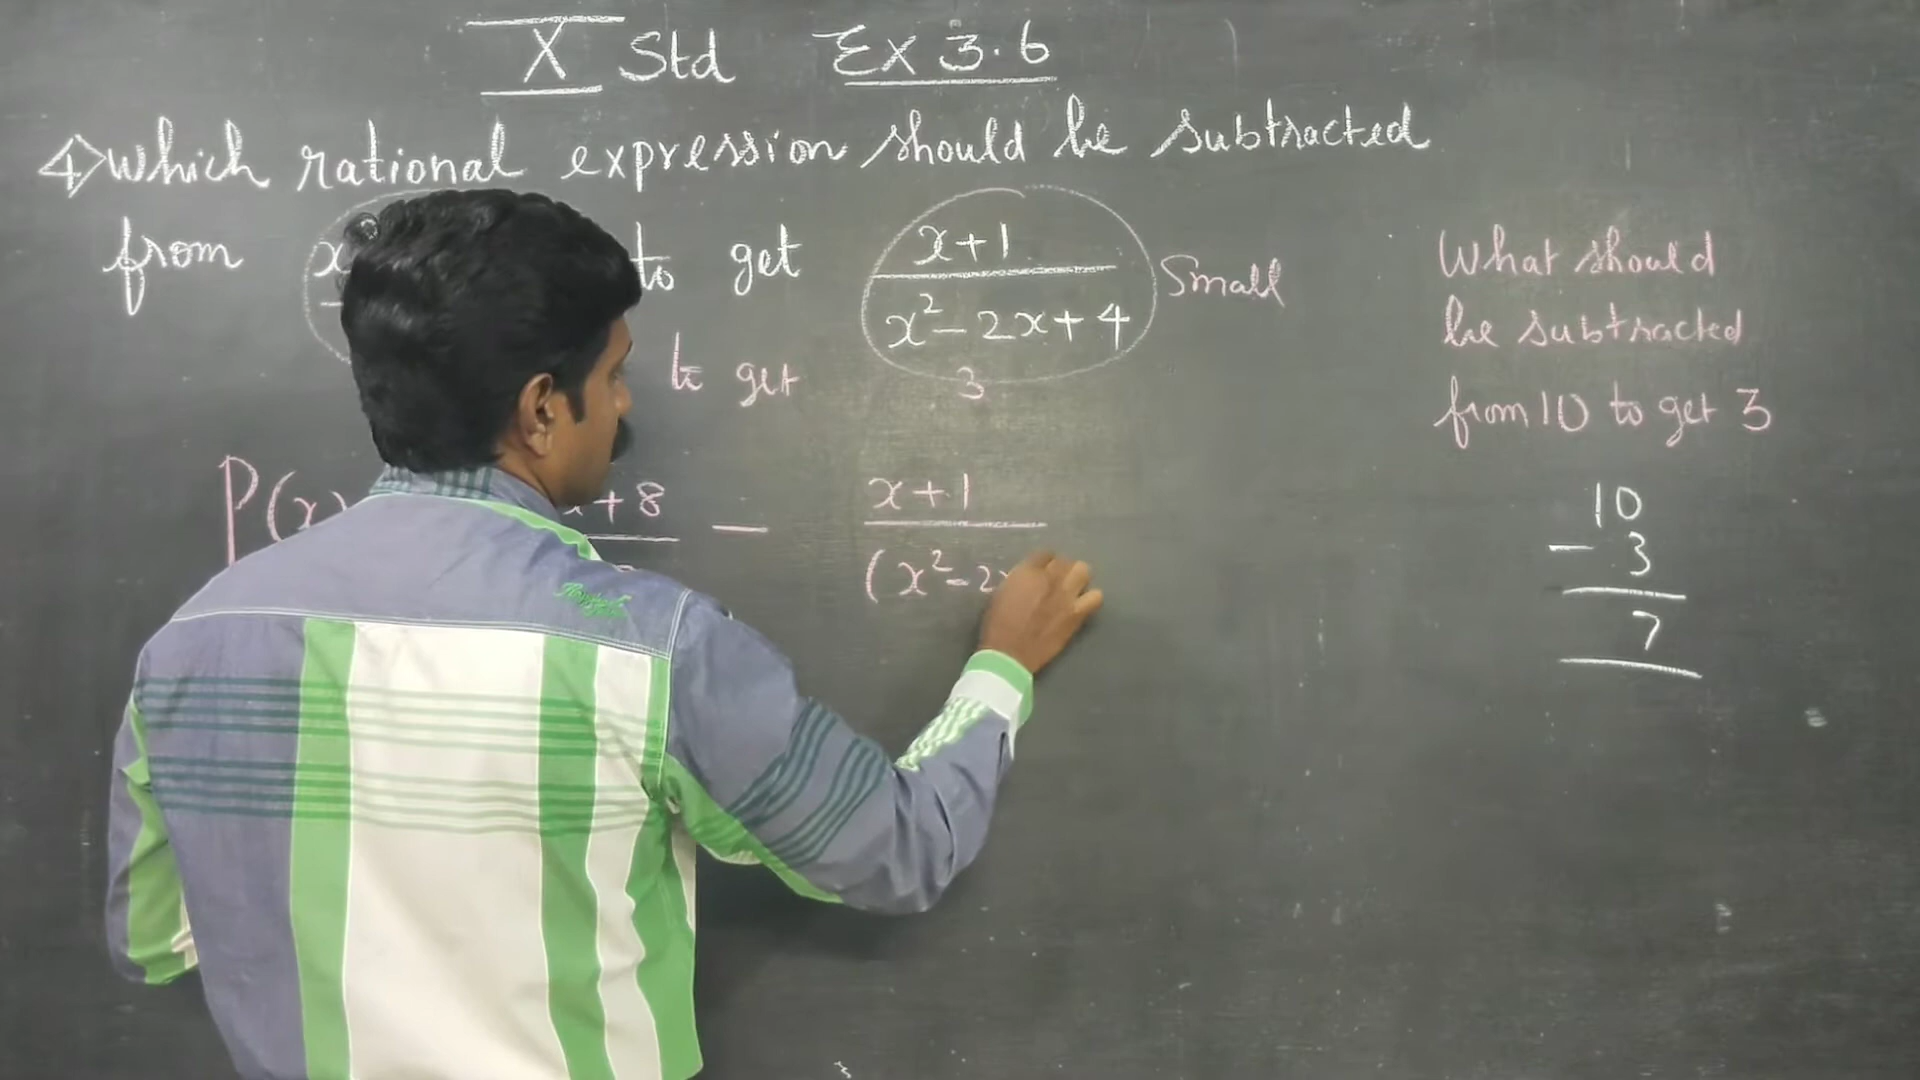 X Std Ex 3.6
4) Which rational expression should be subtracted
from x to get x+1 / x²-2x+4 Small
to get 3
P(x) + 8 — x+1
(x²-2x
What should
be subtracted
from 10 to get 3
10
- 3
7